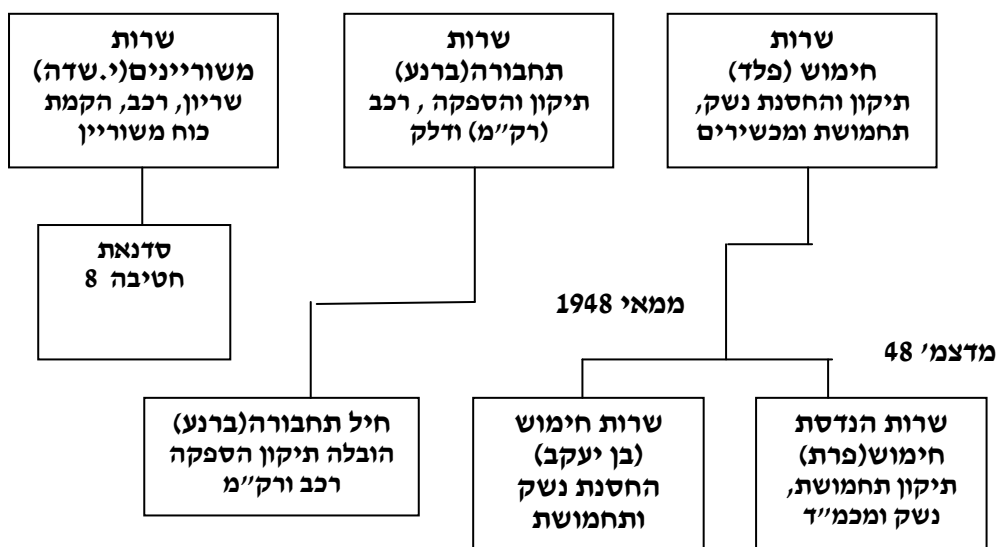 שרות
חימוש (פלד)
תיקון והחסנת נשק,
תחמושת ומכשירים
שרות
תחבורה(ברנע)
תיקון והספקה , רכב
(רק״מ) ודלק
שרות
משוריינים(י.שדה)
שריון, רכב, הקמת
כוח משוריין
סדנאת
חטיבה 8
ממאי 1948
מדצמ׳ 48
שרות הנדסת
חימוש(פרת)
תיקון תחמושת,
נשק ומכמ״ד
שרות חימוש
(בן יעקב)
החסנת נשק
ותחמושת
חיל תחבורה(ברנע)
הובלה תיקון הספקה
רכב ורק״מ